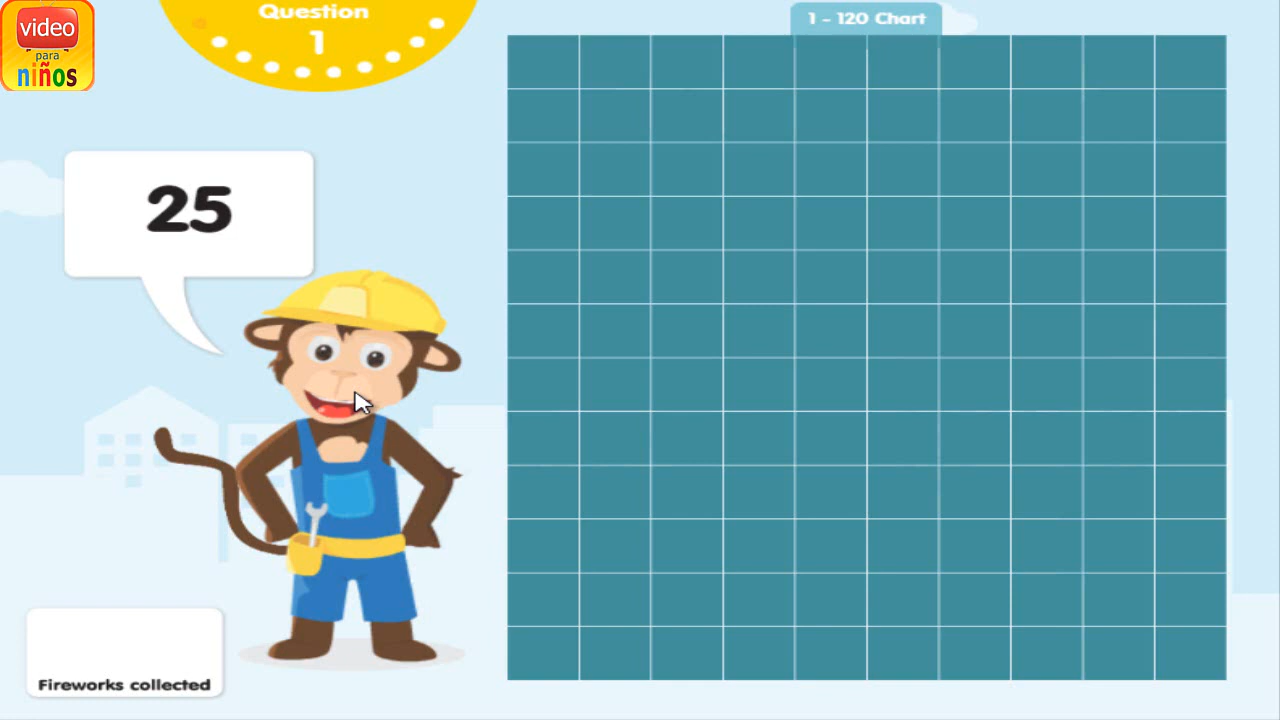 video
para
niños
Question
1
1 - 120 Chart
25
Fireworks collected